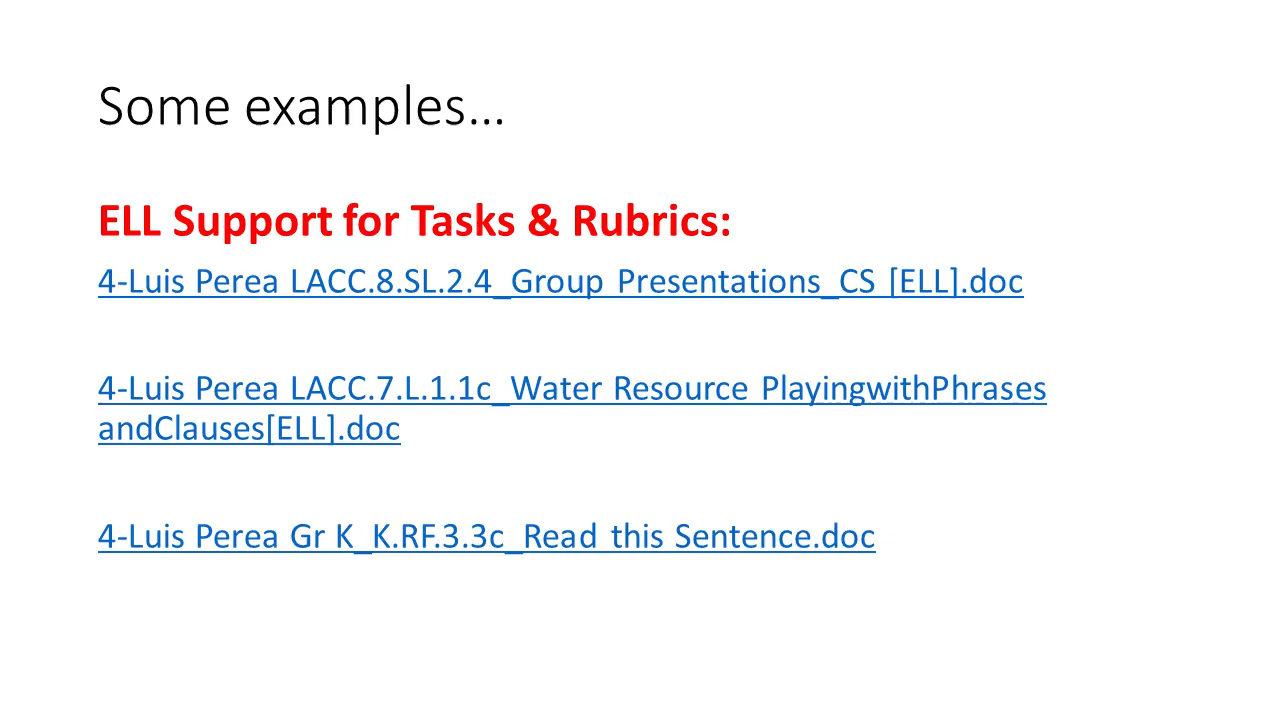 Some examples…
ELL Support for Tasks & Rubrics:
4-Luis Perea LACC.8.SL.2.4_Group Presentations_CS [ELL].doc
4-Luis Perea LACC.7.L.1.1c_Water Resource PlayingwithPhrases
andClauses[ELL].doc
4-Luis Perea Gr K_K.RF.3.3c_Read this Sentence.doc